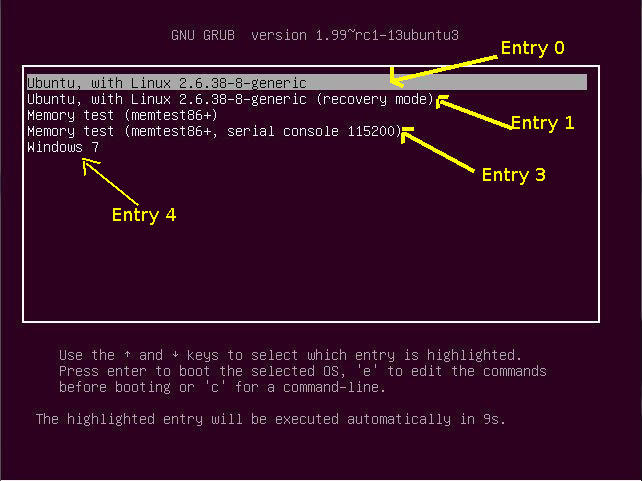 GNU GRUB version 1.99~rc1-13ubuntu3
Entry 0
Ubuntu, with Linux 2.6.38-8-generic
Ubuntu, with Linux 2.6.38-8-generic (recovery mode)
Entry 1
Memory test (memtest86+)
Memory test (memtest86+, serial console 115200)
Entry 3
Windows 7
Entry 4
Use the ↑ and ↓ keys to select which entry is highlighted.
Press enter to boot the selected OS, 'e' to edit the commands
before booting or 'c' for a command-line.
The highlighted entry will be executed automatically in 9s.